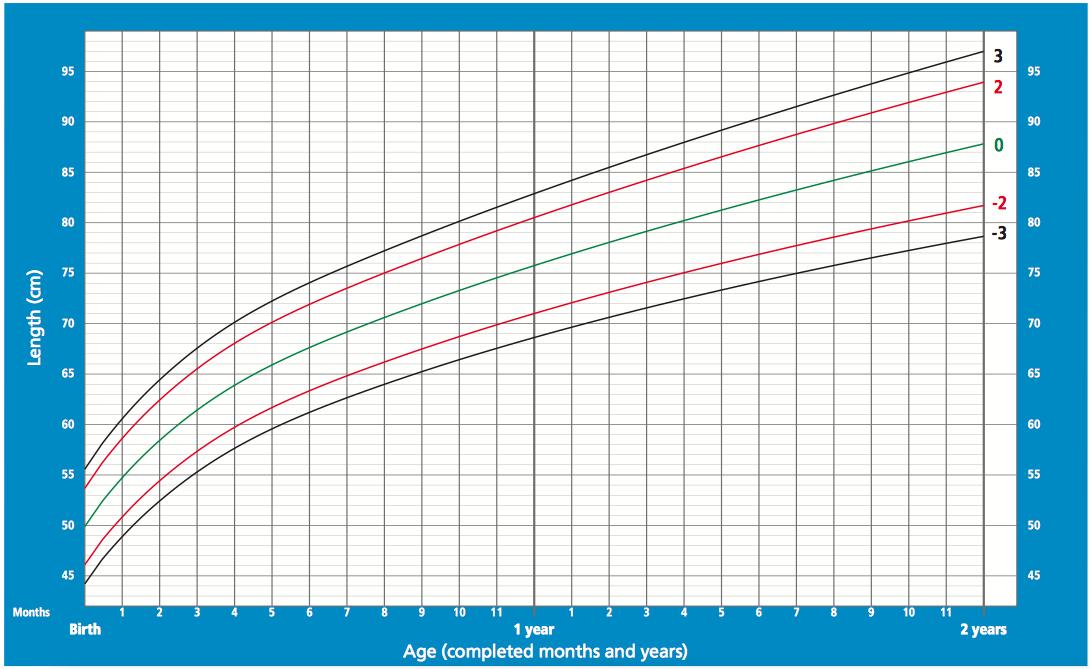 95 3 95
2
90 90
0
85 85
-2
80 80
-3
75 75
70 70
65 65
60 60
55 55
50 50
45 45
Length (cm)
Months 1 2 3 4 5 6 7 8 9 10 11 1 2 3 4 5 6 7 8 9 10 11
Birth 1 year 2 years
Age (completed months and years)